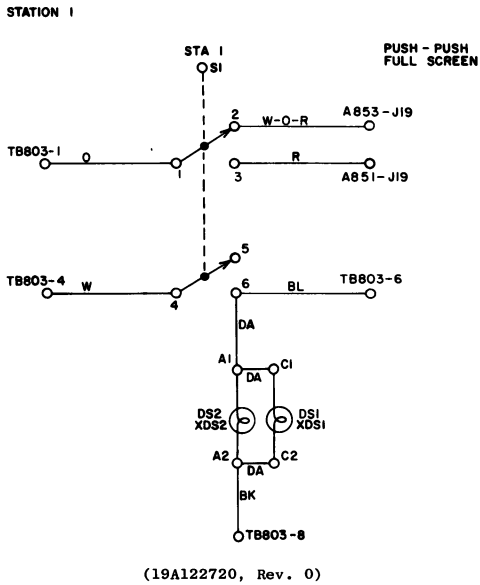 STATION 1
STA 1
S1
PUSH - PUSH
FULL SCREEN
2
W-O-R
A853-J19
TB803-1
O
1
3
R
A851-J19
5
TB803-4
W
4
6
BL
TB803-6
DA
A1
DA
C1
DS2
XDS2
DS1
XDS1
A2
DA
C2
BK
TB803-8
(19A122720, Rev. 0)